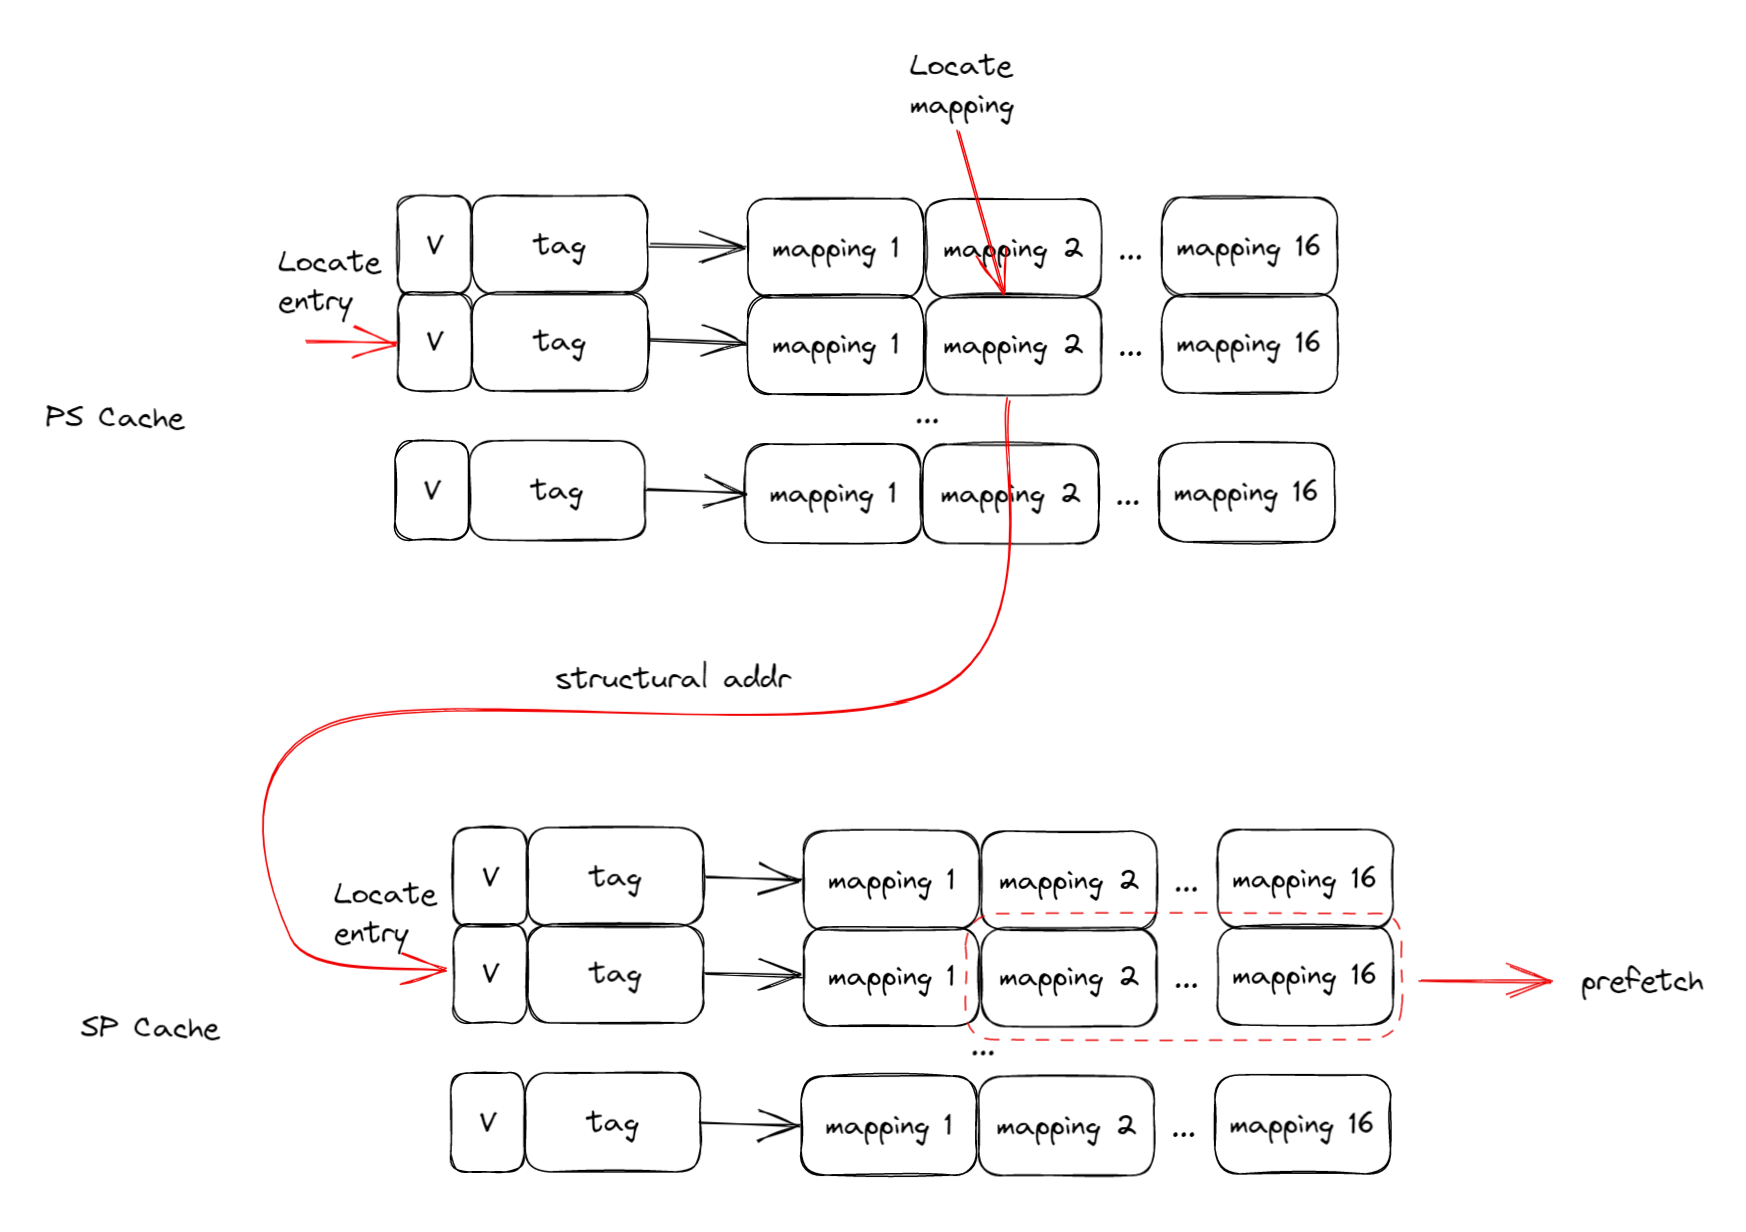 Locate
mapping
V tag mapping 1 mapping 2 ... mapping 16
Locate
entry
V tag mapping 1 mapping 2 ... mapping 16
PS Cache
...
V tag mapping 1 mapping 2 ... mapping 16
structural addr
V tag mapping 1 mapping 2 ... mapping 16
Locate
entry
V tag mapping 1 mapping 2 ... mapping 16
prefetch
SP Cache
...
V tag mapping 1 mapping 2 ... mapping 16